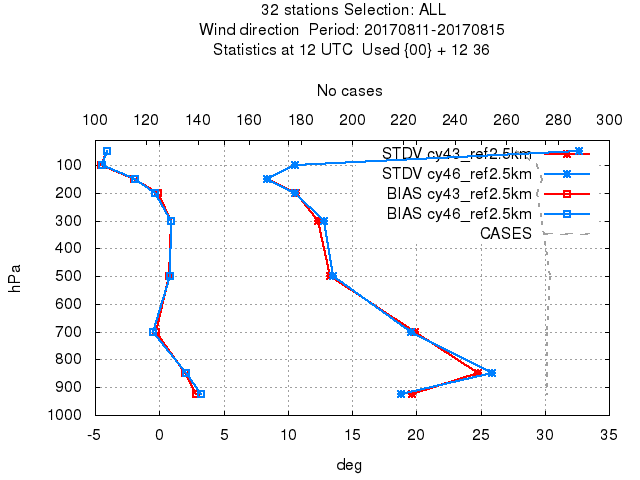 32 stations Selection: ALL
Wind direction  Period: 20170811-20170815
Statistics at 12 UTC  Used {00} + 12 36
No cases
100 120 140 160 180 200 220 240 260 280 300
STDV cy43_ref2.5km
STDV cy46_ref2.5km
BIAS cy43_ref2.5km
BIAS cy46_ref2.5km
CASES
100
200
300
400
500
600
700
800
900
1000
hPa
-5 0 5 10 15 20 25 30 35
deg